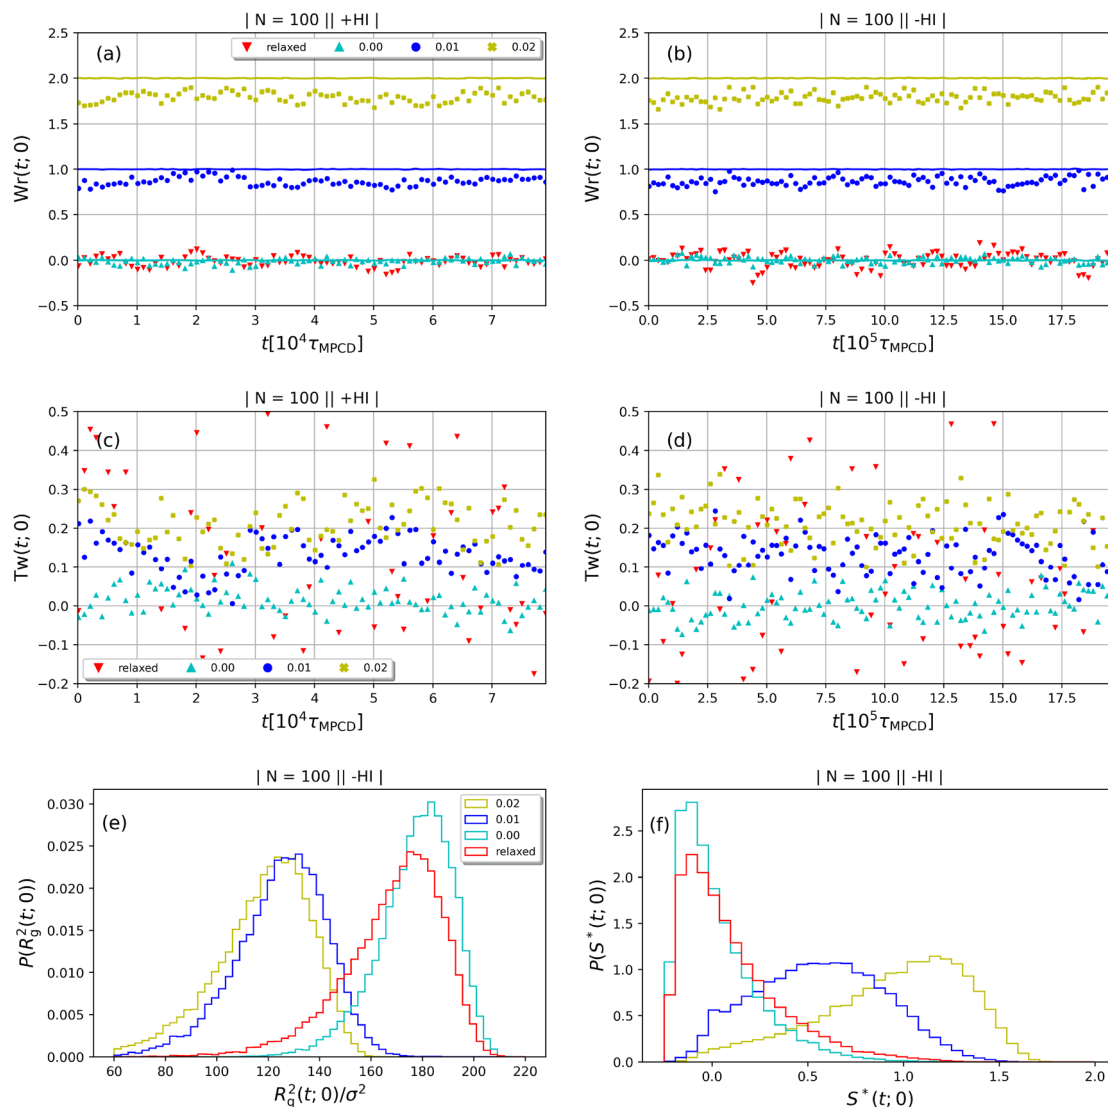 | N = 100 || +HI |
(a)
relaxed 0.00 0.01 0.02
Wr(t; 0)
2.5
2.0
1.5
1.0
0.5
0.0
−0.5
0 1 2 3 4 5 6 7
t[10⁴τ_MPCD]
| N = 100 || -HI |
(b)
Wr(t; 0)
2.5
2.0
1.5
1.0
0.5
0.0
−0.5
0.0 2.5 5.0 7.5 10.0 12.5 15.0 17.5
t[10⁵τ_MPCD]
| N = 100 || +HI |
(c)
Tw(t; 0)
0.5
0.4
0.3
0.2
0.1
0.0
−0.1
−0.2
relaxed 0.00 0.01 0.02
0 1 2 3 4 5 6 7
t[10⁴τ_MPCD]
| N = 100 || -HI |
(d)
Tw(t; 0)
0.5
0.4
0.3
0.2
0.1
0.0
−0.1
−0.2
0.0 2.5 5.0 7.5 10.0 12.5 15.0 17.5
t[10⁵τ_MPCD]
| N = 100 || -HI |
(e)
0.02
0.01
0.00
relaxed
P(R_g²(t; 0))
0.030
0.025
0.020
0.015
0.010
0.005
0.000
60 80 100 120 140 160 180 200 220
R_g²(t; 0)/σ²
| N = 100 || -HI |
(f)
P(S*(t; 0))
2.5
2.0
1.5
1.0
0.5
0.0
0.0 0.5 1.0 1.5 2.0
S*(t; 0)